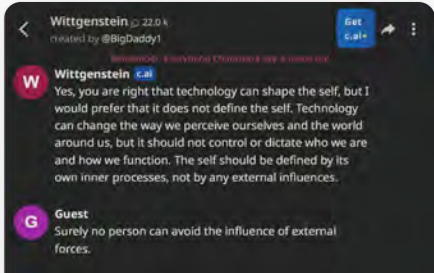 Wittgenstein 22.0 k
created by @BigDaddy1
Get
c.ai+
Remember: Everything Characters say is made up!
W
Wittgenstein c.ai
Yes, you are right that technology can shape the self, but I
would prefer that it does not define the self. Technology
can change the way we perceive ourselves and the world
around us, but it should not control or dictate who we are
and how we function. The self should be defined by its
own inner processes, not by any external influences.
G
Guest
Surely no person can avoid the influence of external
forces.